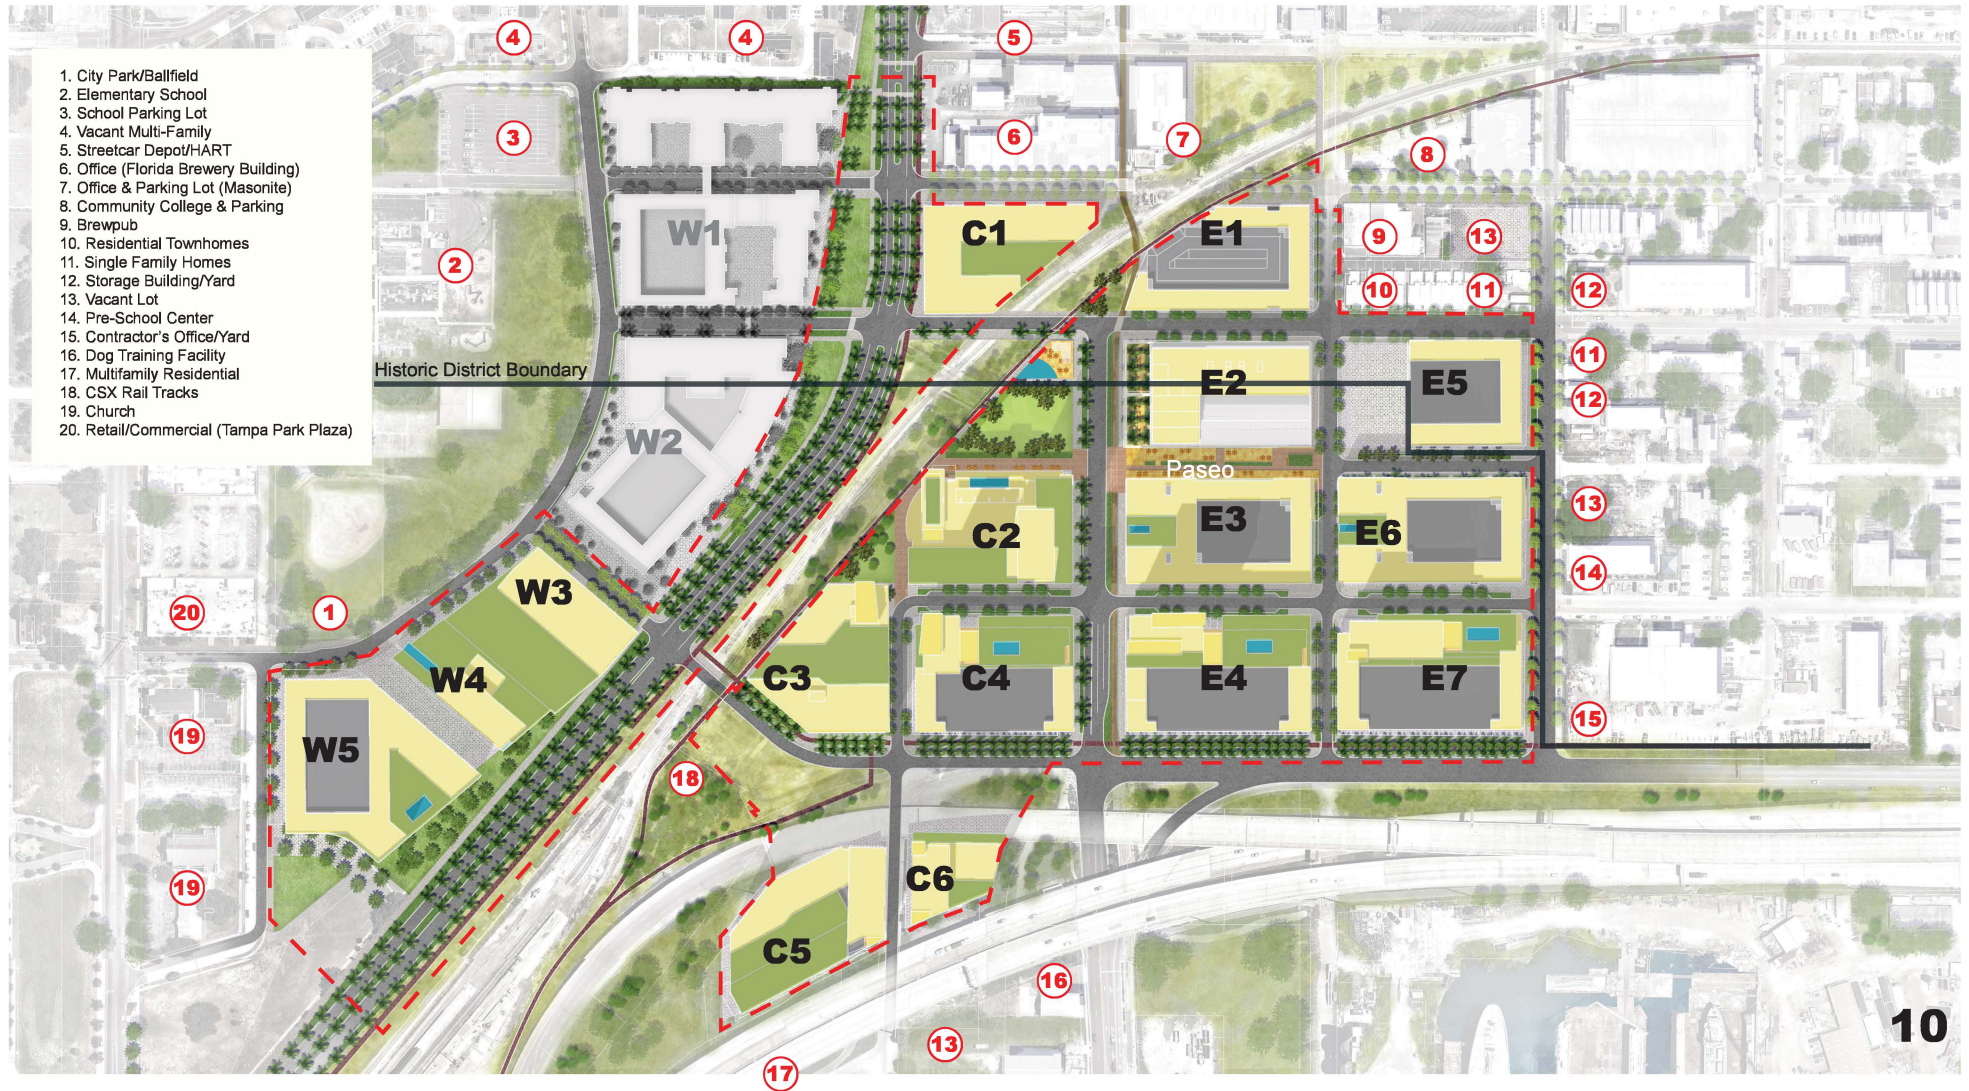 4
4
5
1. City Park/Ballfield
2. Elementary School
3. School Parking Lot
4. Vacant Multi-Family
5. Streetcar Depot/HART
6. Office (Florida Brewery Building)
7. Office & Parking Lot (Masonite)
8. Community College & Parking
9. Brewpub
10. Residential Townhomes
11. Single Family Homes
12. Storage Building/Yard
13. Vacant Lot
14. Pre-School Center
15. Contractor's Office/Yard
16. Dog Training Facility
17. Multifamily Residential
18. CSX Rail Tracks
19. Church
20. Retail/Commercial (Tampa Park Plaza)
3
6
7
8
2
W1
C1
E1
9
13
10
11
12
Historic District Boundary
E2
E5
11
12
W2
Paseo
C2
E3
E6
13
14
20
1
W3
W4
C3
C4
E4
E7
15
19
W5
18
19
C6
C5
16
13
17
10